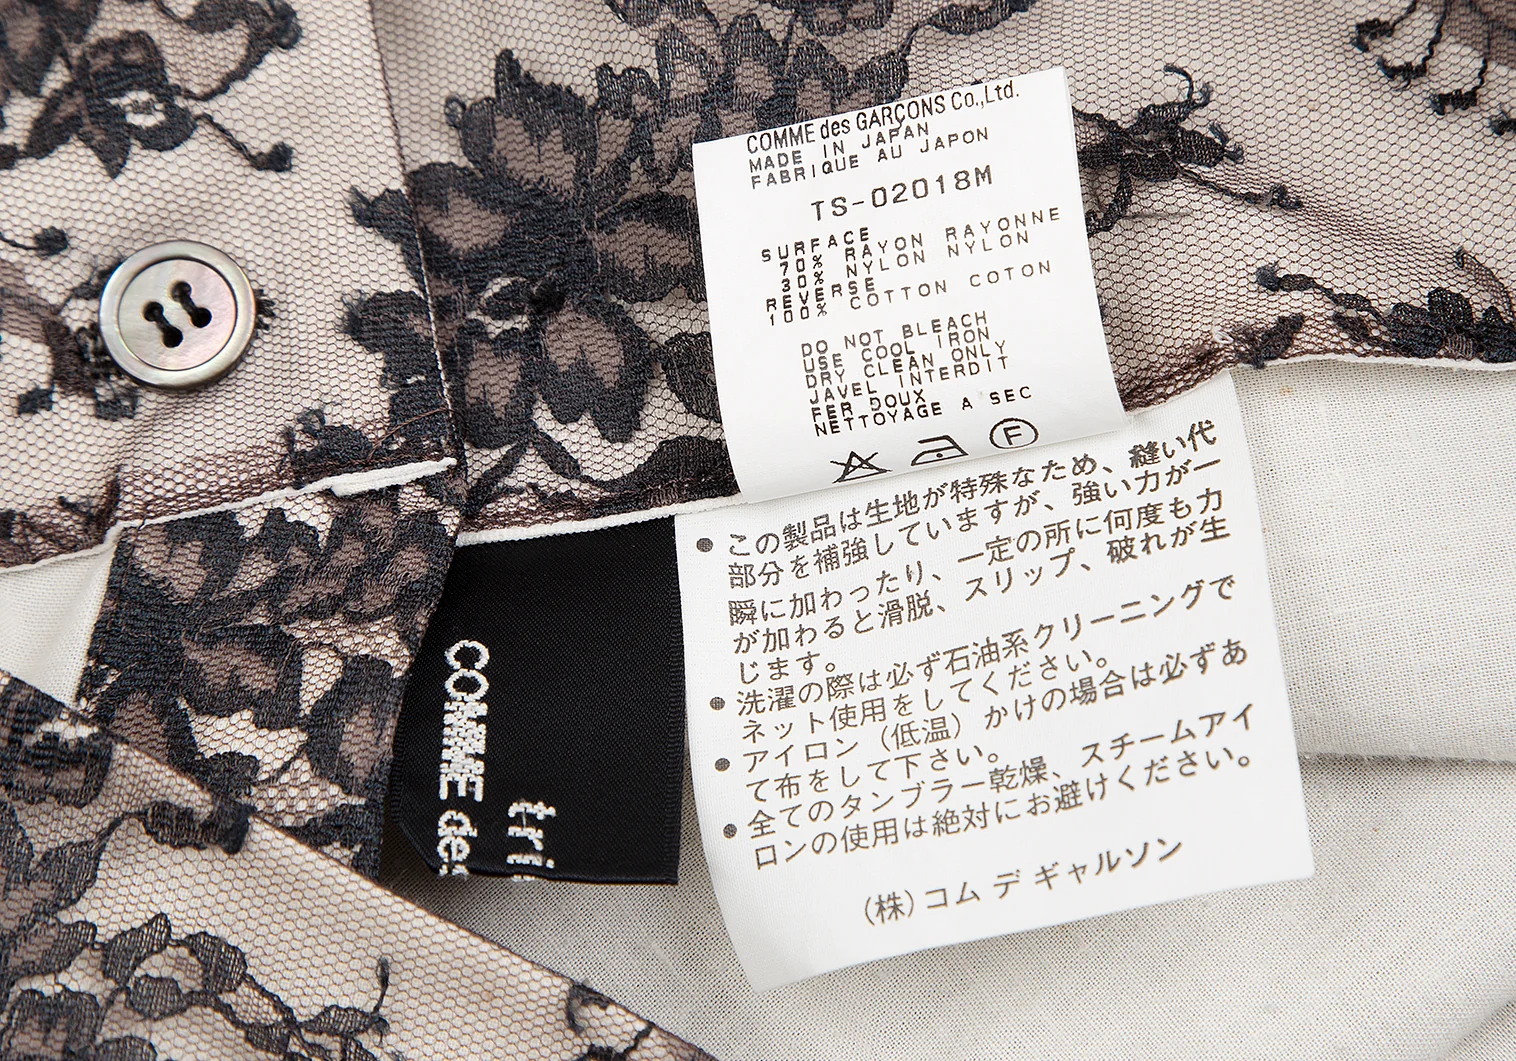 COMME des GARÇONS Co.,Ltd.
MADE IN JAPAN
FABRIQUE AU JAPON
TS-02018M
SURFACE
70% RAYON RAYONNE
30% NYLON NYLON
REVERSE
100% COTTON COTON
DO NOT BLEACH
USE COOL IRON
DRY CLEAN ONLY
JAVEL INTERDIT
FER DOUX
NETTOYAGE A SEC
F
●この製品は生地が特殊なため、縫い代
部分を補強していますが、強い力が一
瞬に加わったり、一定の所に何度も力
が加わると滑脱、スリップ、破れが生
じます。
●洗濯の際は必ず石油系クリーニングで
ネット使用をしてください。
●アイロン（低温）かけの場合は必ずあ
て布をして下さい。
●全てのタンブラー乾燥、スチームアイ
ロンの使用は絶対にお避けください。
（株）コム デ ギャルソン
tri
COMME de